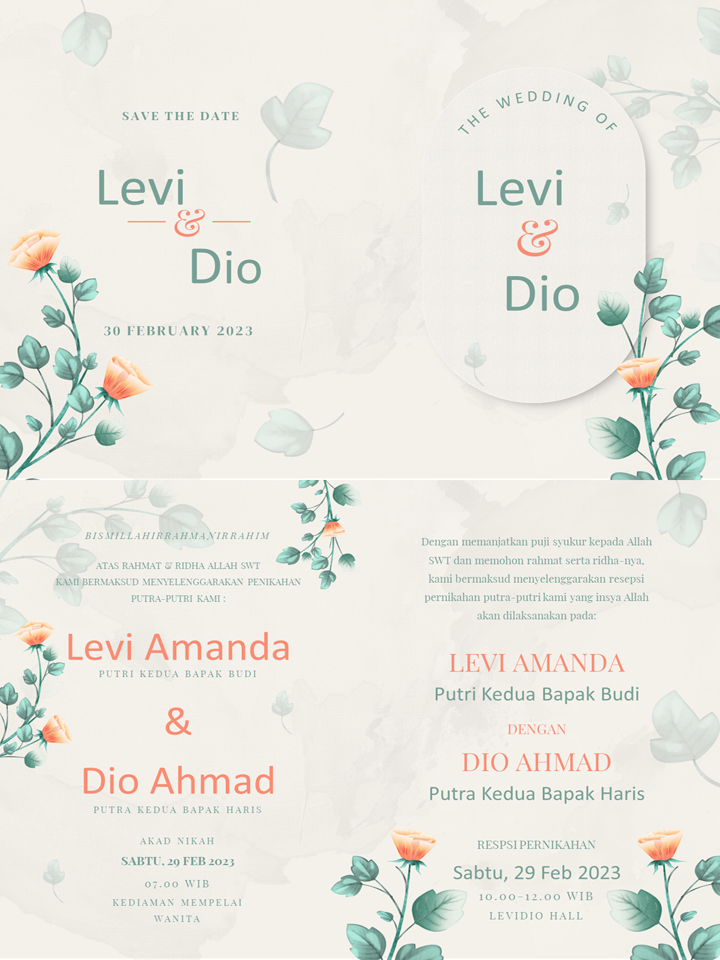 SAVE THE DATE
Levi
&
Dio
30 FEBRUARY 2023
THE WEDDING OF
Levi
&
Dio
BISMILLAHIRRAHMANIRRAHIM
ATAS RAHMAT & RIDHA ALLAH SWT
KAMI BERMAKSUD MENYELENGGARAKAN PENIKAHAN
PUTRA-PUTRI KAMI :
Levi Amanda
PUTRI KEDUA BAPAK BUDI
&
Dio Ahmad
PUTRA KEDUA BAPAK HARIS
AKAD NIKAH
SABTU, 29 FEB 2023
07.00 WIB
KEDIAMAN MEMPELAI
WANITA
Dengan memanjatkan puji syukur kepada Allah
SWT dan memohon rahmat serta ridha-nya,
kami bermaksud menyelenggarakan resepsi
pernikahan putra-putri kami yang insya Allah
akan dilaksanakan pada:
LEVI AMANDA
Putri Kedua Bapak Budi
DENGAN
DIO AHMAD
Putra Kedua Bapak Haris
RESPSI PERNIKAHAN
Sabtu, 29 Feb 2023
10.00-12.00 WIB
LEVIDIO HALL